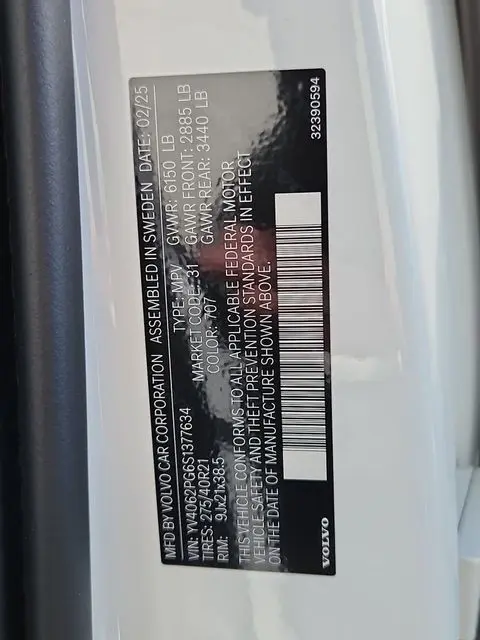 MFD BY VOLVO CAR CORPORATION ASSEMBLED IN SWEDEN DATE: 02/25
VIN: YV4062PG6S1377634 TYPE: MPV GVWR: 6150 LB
TIRES: 275/40R21 MARKET CODE: 31 GAWR FRONT: 2885 LB
RIM: 9Jx21x38.5 COLOR: 707 GAWR REAR: 3440 LB
THIS VEHICLE CONFORMS TO ALL APPLICABLE FEDERAL MOTOR
VEHICLE SAFETY AND THEFT PREVENTION STANDARDS IN EFFECT
ON THE DATE OF MANUFACTURE SHOWN ABOVE.
VOLVO 32390594